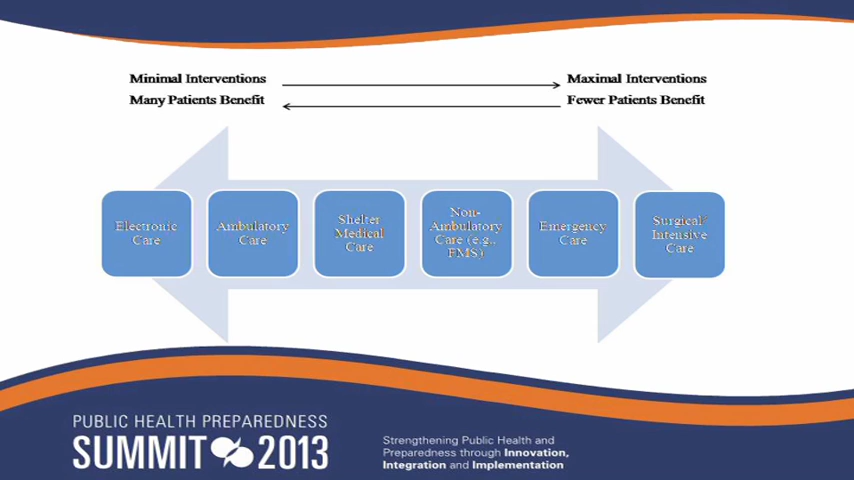 Minimal Interventions
Maximal Interventions
Many Patients Benefit
Fewer Patients Benefit
Electronic
Care
Ambulatory
Care
Shelter
Medical
Care
Non-
Ambulatory
Care (e.g.,
FMS)
Emergency
Care
Surgical/
Intensive
Care
PUBLIC HEALTH PREPAREDNESS
SUMMIT 2013
Strengthening Public Health and
Preparedness through Innovation,
Integration and Implementation